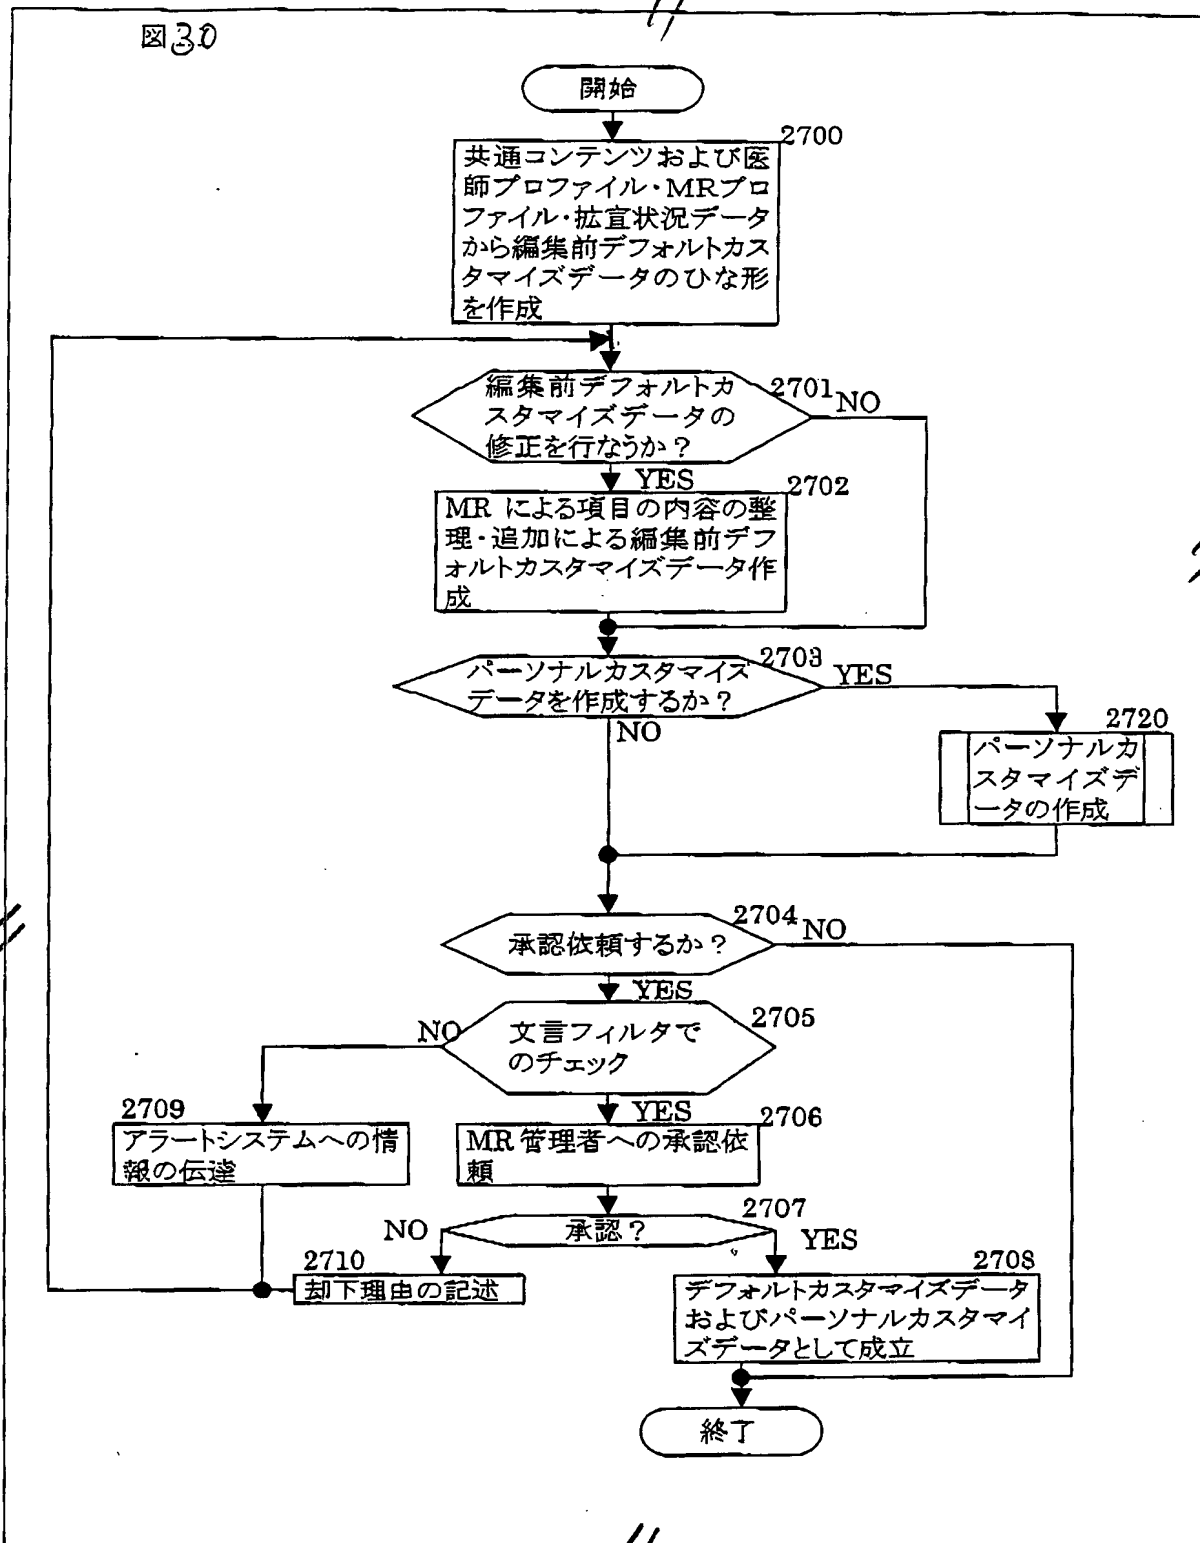 図30
開始
2700
共通コンテンツおよび医
師プロファイル・MRプロ
ファイル・拡宣状況データ
から編集前デフォルトカス
タマイズデータのひな形
を作成
編集前デフォルトカ
スタマイズデータの
修正を行なうか?
2701
NO
YES
2702
MRによる項目の内容の整
理・追加による編集前デフ
ォルトカスタマイズデータ作
成
2703
パーソナルカスタマイズ
データを作成するか?
YES
NO
2720
パーソナルカ
スタマイズデ
ータの作成
2704
承認依頼するか?
NO
YES
2705
文言フィルタで
のチェック
NO
YES
2709
アラートシステムへの情
報の伝達
2706
MR管理者への承認依
頼
2707
承認?
NO
YES
2710
却下理由の記述
2708
デフォルトカスタマイズデータ
およびパーソナルカスタマイ
ズデータとして成立
終了